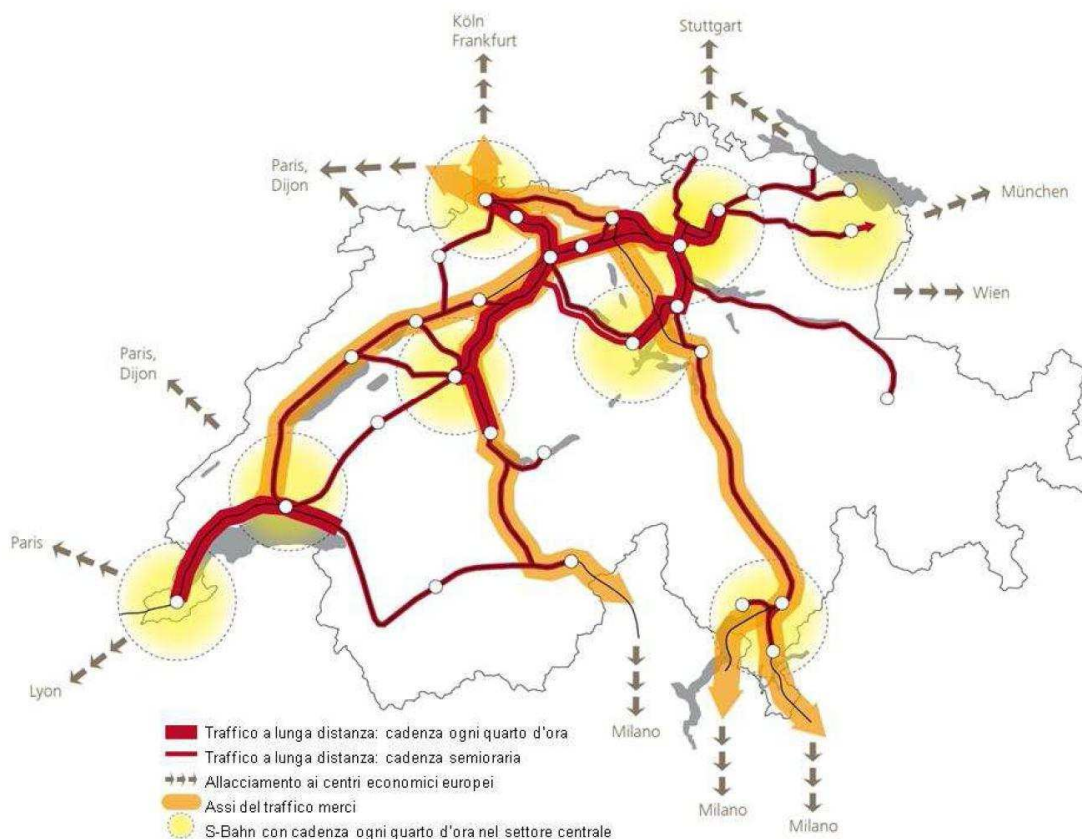 Köln
Frankfurt
Stuttgart
Paris,
Dijon
München
Wien
Paris,
Dijon
Paris
Lyon
Milano
Milano
Milano
Traffico a lunga distanza: cadenza ogni quarto d'ora
Traffico a lunga distanza: cadenza semioraria
Allacciamento ai centri economici europei
Assi del traffico merci
S-Bahn con cadenza ogni quarto d'ora nel settore centrale